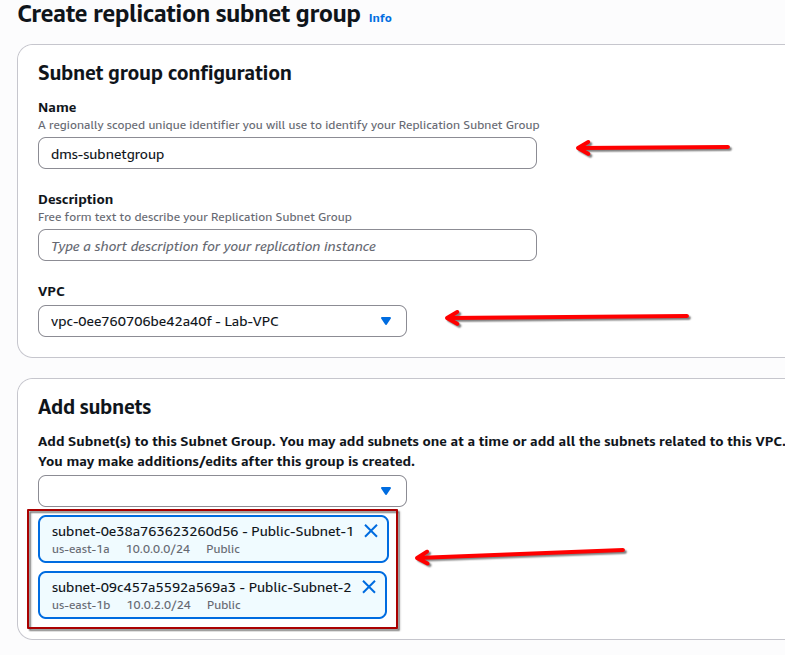 Create replication subnet group Info
Subnet group configuration
Name
A regionally scoped unique identifier you will use to identify your Replication Subnet Group
dms-subnetgroup
Description
Free form text to describe your Replication Subnet Group
Type a short description for your replication instance
VPC
vpc-0ee760706be42a40f - Lab-VPC
Add subnets
Add Subnet(s) to this Subnet Group. You may add subnets one at a time or add all the subnets related to this VPC.
You may make additions/edits after this group is created.
subnet-0e38a763623260d56 - Public-Subnet-1
us-east-1a 10.0.0.0/24 Public
subnet-09c457a5592a569a3 - Public-Subnet-2
us-east-1b 10.0.2.0/24 Public